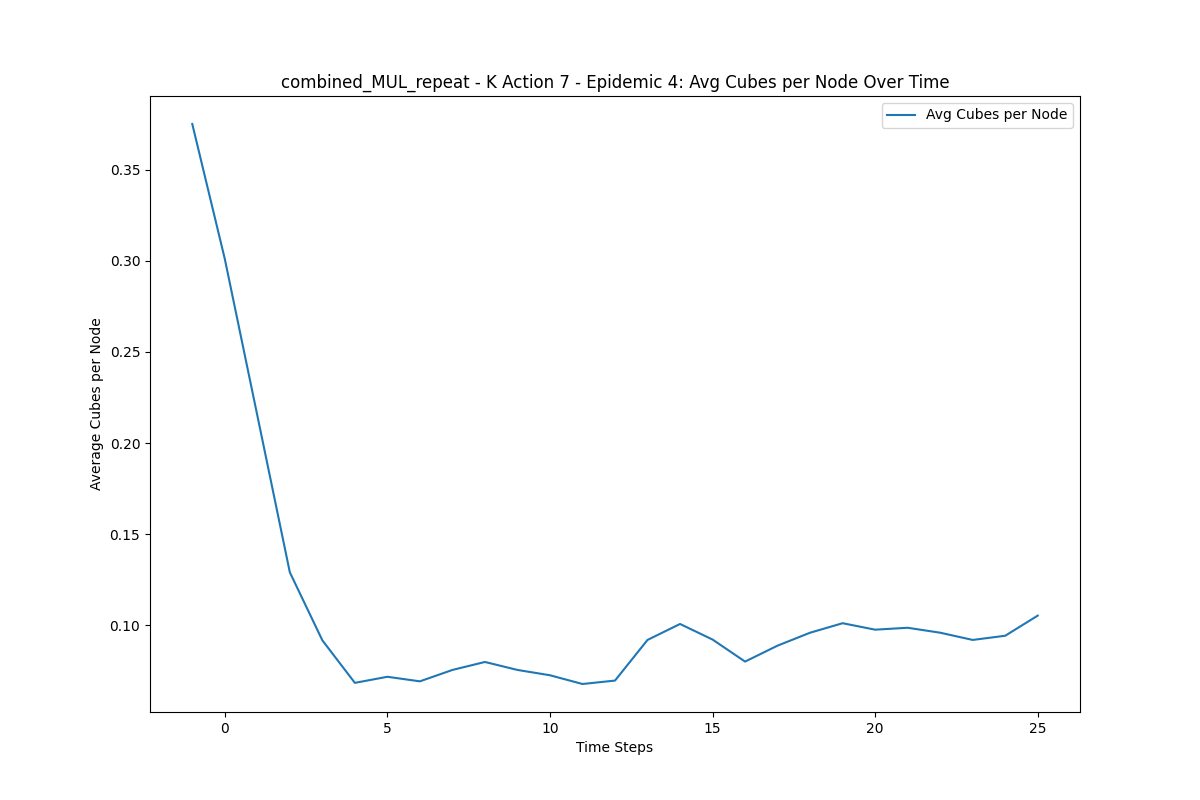 combined_MUL_repeat - K Action 7 - Epidemic 4: Avg Cubes per Node Over Time
Avg Cubes per Node
Average Cubes per Node
0.35
0.30
0.25
0.20
0.15
0.10
0 5 10 15 20 25
Time Steps